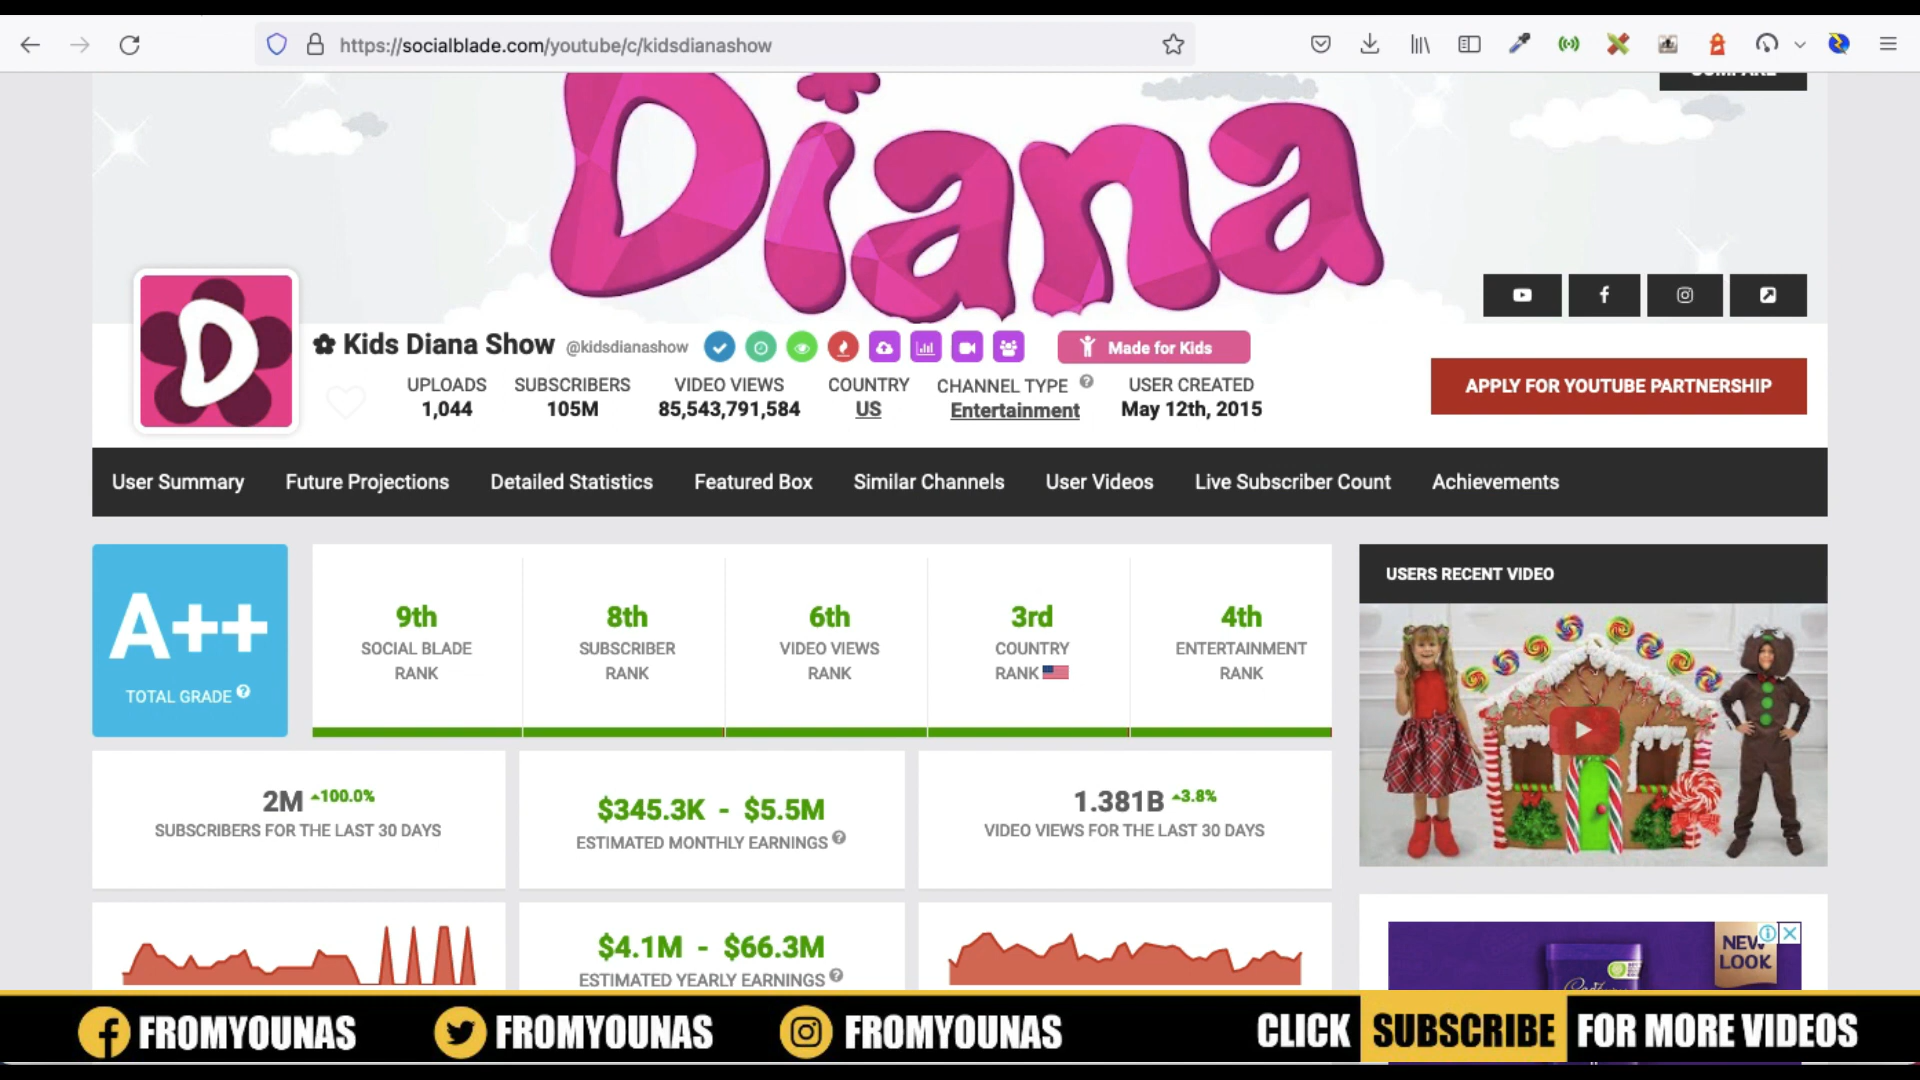 https://socialblade.com/youtube/c/kidsdianashow
COMPARE
Diana
D
Kids Diana Show @kidsdianashow Made for Kids
UPLOADS SUBSCRIBERS VIDEO VIEWS COUNTRY CHANNEL TYPE USER CREATED
1,044 105M 85,543,791,584 US Entertainment May 12th, 2015
APPLY FOR YOUTUBE PARTNERSHIP
User Summary Future Projections Detailed Statistics Featured Box Similar Channels User Videos Live Subscriber Count Achievements
A++
TOTAL GRADE
9th
SOCIAL BLADE
RANK
8th
SUBSCRIBER
RANK
6th
VIDEO VIEWS
RANK
3rd
COUNTRY
RANK
4th
ENTERTAINMENT
RANK
USERS RECENT VIDEO
2M 100.0%
SUBSCRIBERS FOR THE LAST 30 DAYS
$345.3K - $5.5M
ESTIMATED MONTHLY EARNINGS
1.381B 3.8%
VIDEO VIEWS FOR THE LAST 30 DAYS
$4.1M - $66.3M
ESTIMATED YEARLY EARNINGS
NEW
LOOK
FROMYOUNAS FROMYOUNAS FROMYOUNAS CLICK SUBSCRIBE FOR MORE VIDEOS